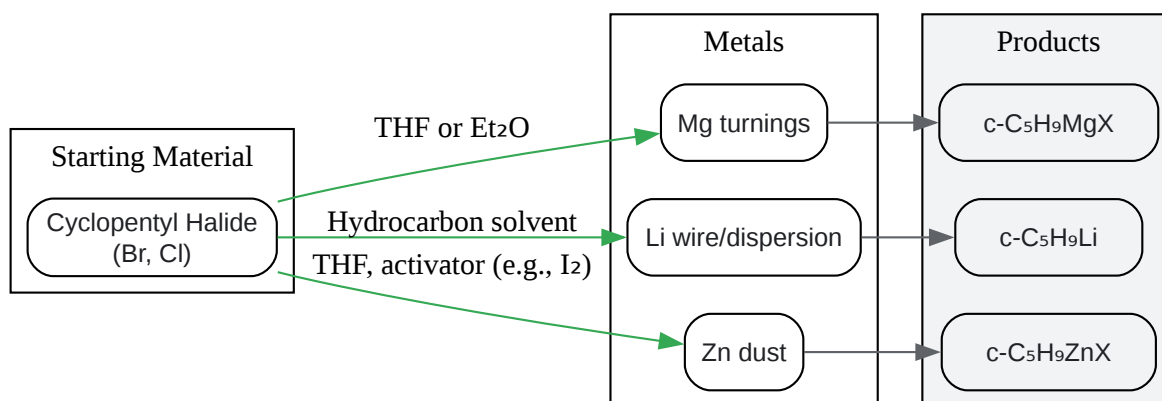 Metals
Products
Starting Material
Cyclopentyl Halide
(Br, Cl)
THF or Et₂O
Mg turnings
c-C₅H₉MgX
Hydrocarbon solvent
Li wire/dispersion
c-C₅H₉Li
THF, activator (e.g., I₂)
Zn dust
c-C₅H₉ZnX